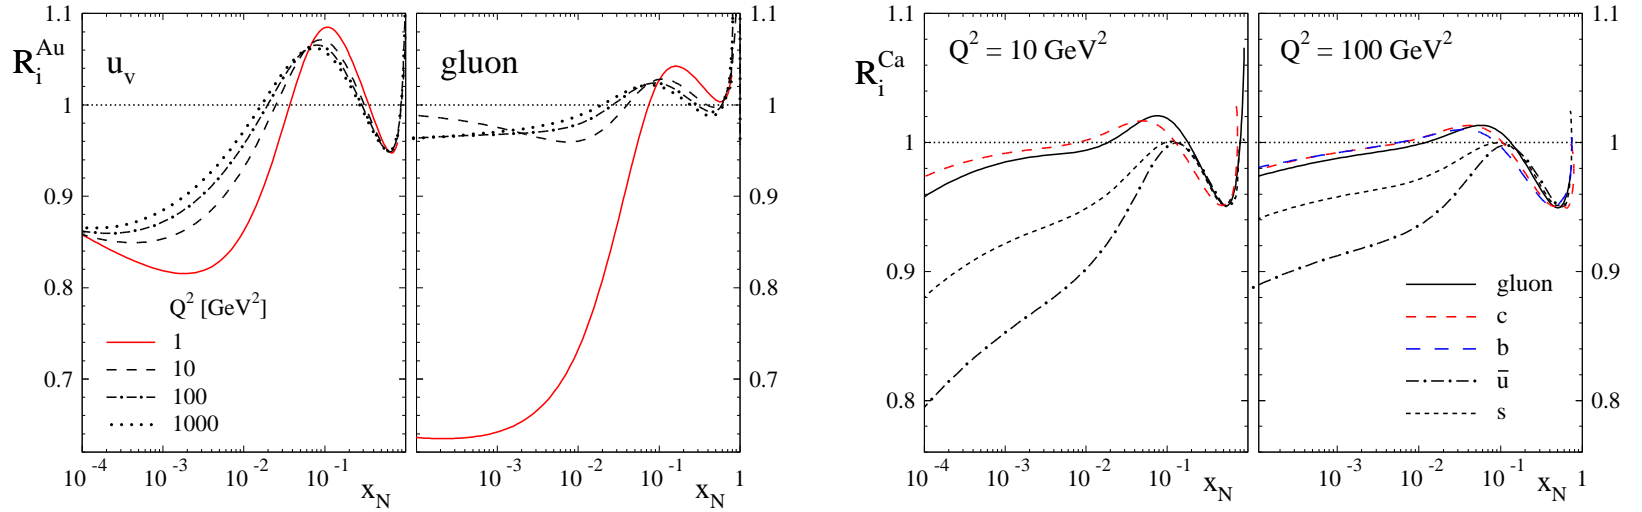 1.1 1.1 1.1 1.1
R_i^Au u_v gluon R_i^Ca Q^2 = 10 GeV^2 Q^2 = 100 GeV^2
1 1 1 1
0.9 0.9 0.9 0.9
0.8 0.8 0.8 0.8
0.7 0.7
Q^2 [GeV^2]
1
10
100
1000
gluon
c
b
ū
s
10^-4 10^-3 10^-2 10^-1 10^-3 10^-2 10^-1 1 10^-4 10^-3 10^-2 10^-1 10^-3 10^-2 10^-1 1
x_N x_N x_N x_N